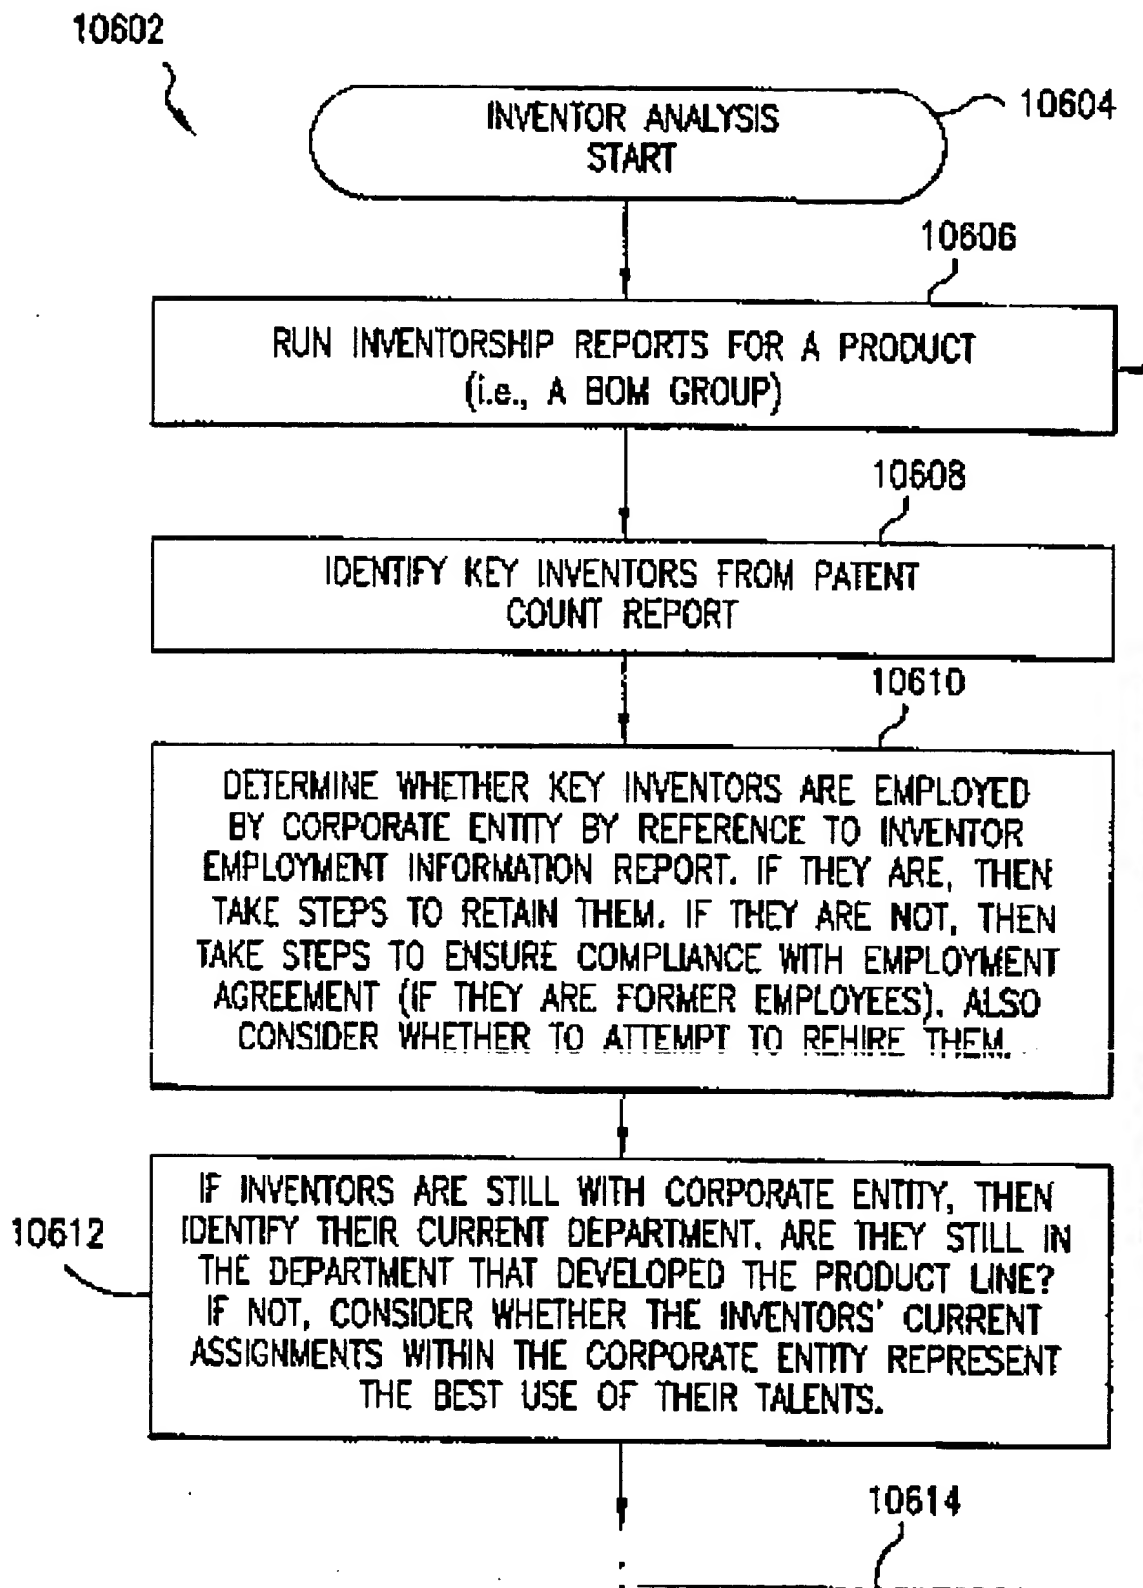 10602
INVENTOR ANALYSIS
START
10604
10606
RUN INVENTORSHIP REPORTS FOR A PRODUCT
(i.e., A BOM GROUP)
10608
IDENTIFY KEY INVENTORS FROM PATENT
COUNT REPORT
10610
DETERMINE WHETHER KEY INVENTORS ARE EMPLOYED
BY CORPORATE ENTITY BY REFERENCE TO INVENTOR
EMPLOYMENT INFORMATION REPORT. IF THEY ARE, THEN
TAKE STEPS TO RETAIN THEM. IF THEY ARE NOT, THEN
TAKE STEPS TO ENSURE COMPLIANCE WITH EMPLOYMENT
AGREEMENT (IF THEY ARE FORMER EMPLOYEES). ALSO
CONSIDER WHETHER TO ATTEMPT TO REHIRE THEM.
10612
IF INVENTORS ARE STILL WITH CORPORATE ENTITY, THEN
IDENTIFY THEIR CURRENT DEPARTMENT. ARE THEY STILL IN
THE DEPARTMENT THAT DEVELOPED THE PRODUCT LINE?
IF NOT, CONSIDER WHETHER THE INVENTORS' CURRENT
ASSIGNMENTS WITHIN THE CORPORATE ENTITY REPRESENT
THE BEST USE OF THEIR TALENTS.
10614